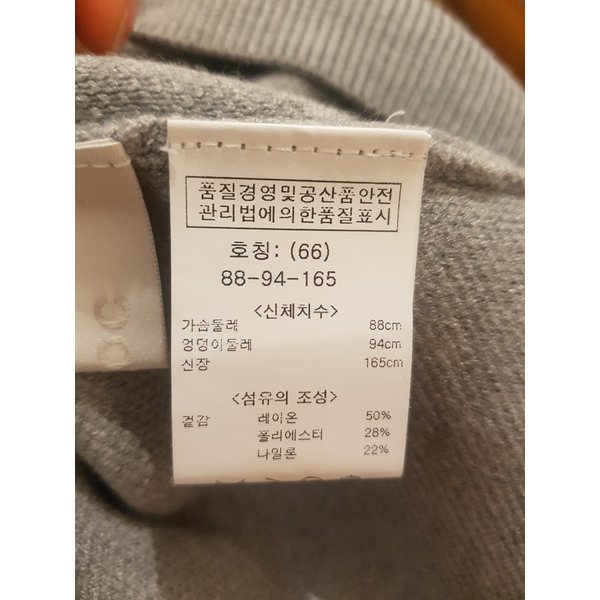 품질경영및공산품안전
관리법에의한품질표시
호칭: (66)
88-94-165
<신체치수>
가슴둘레 88cm
엉덩이둘레 94cm
신장 165cm
<섬유의 조성>
겉감 레이온 50%
폴리에스터 28%
나일론 22%